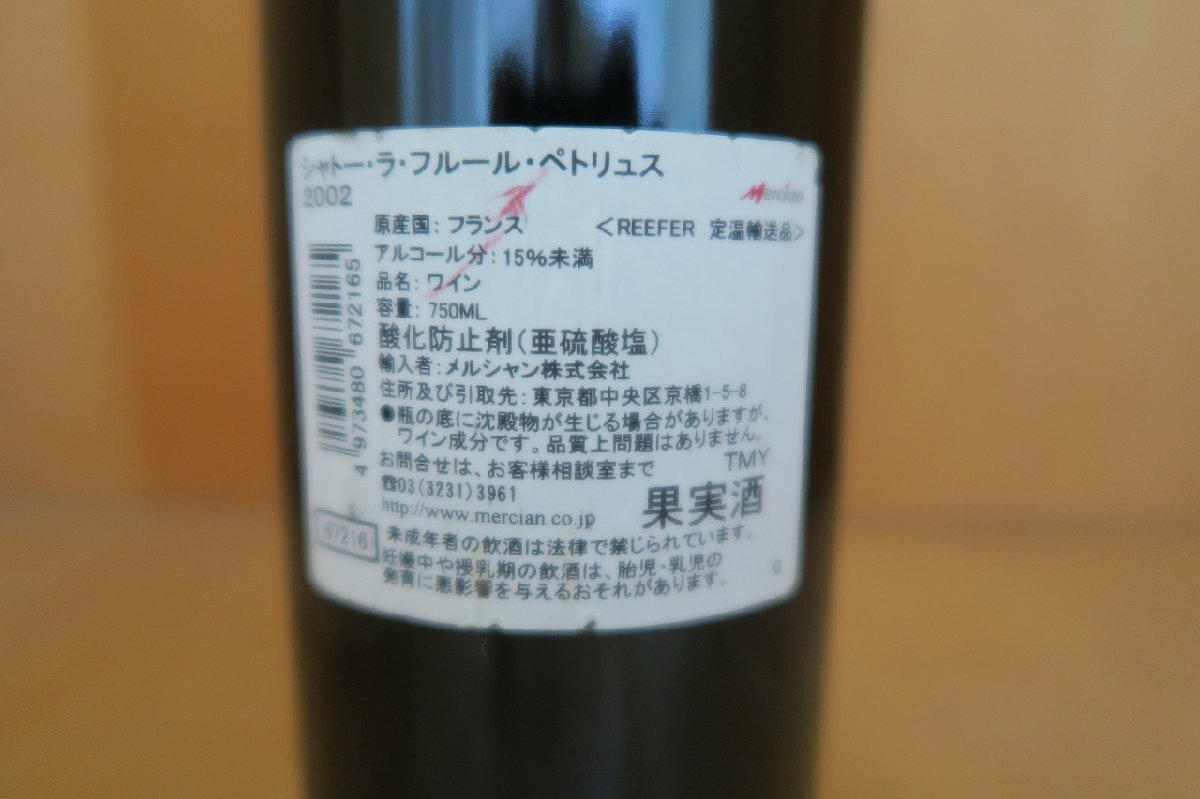 シャトー・ラ・フルール・ペトリュス
2002
Mercian
原産国: フランス <REEFER 定温輸送品>
アルコール分: 15%未満
品名: ワイン
容量: 750ML
酸化防止剤(亜硫酸塩)
輸入者: メルシャン株式会社
住所及び引取先: 東京都中央区京橋1-5-8
●瓶の底に沈殿物が生じる場合がありますが、
ワイン成分です。品質上問題はありません。
お問合せは、お客様相談室まで TMY
☎03(3231)3961
http://www.mercian.co.jp
果実酒
未成年者の飲酒は法律で禁じられています。
妊娠中や授乳期の飲酒は、胎児・乳児の
発育に悪影響を与えるおそれがあります。
G
4 973480 672165
67216